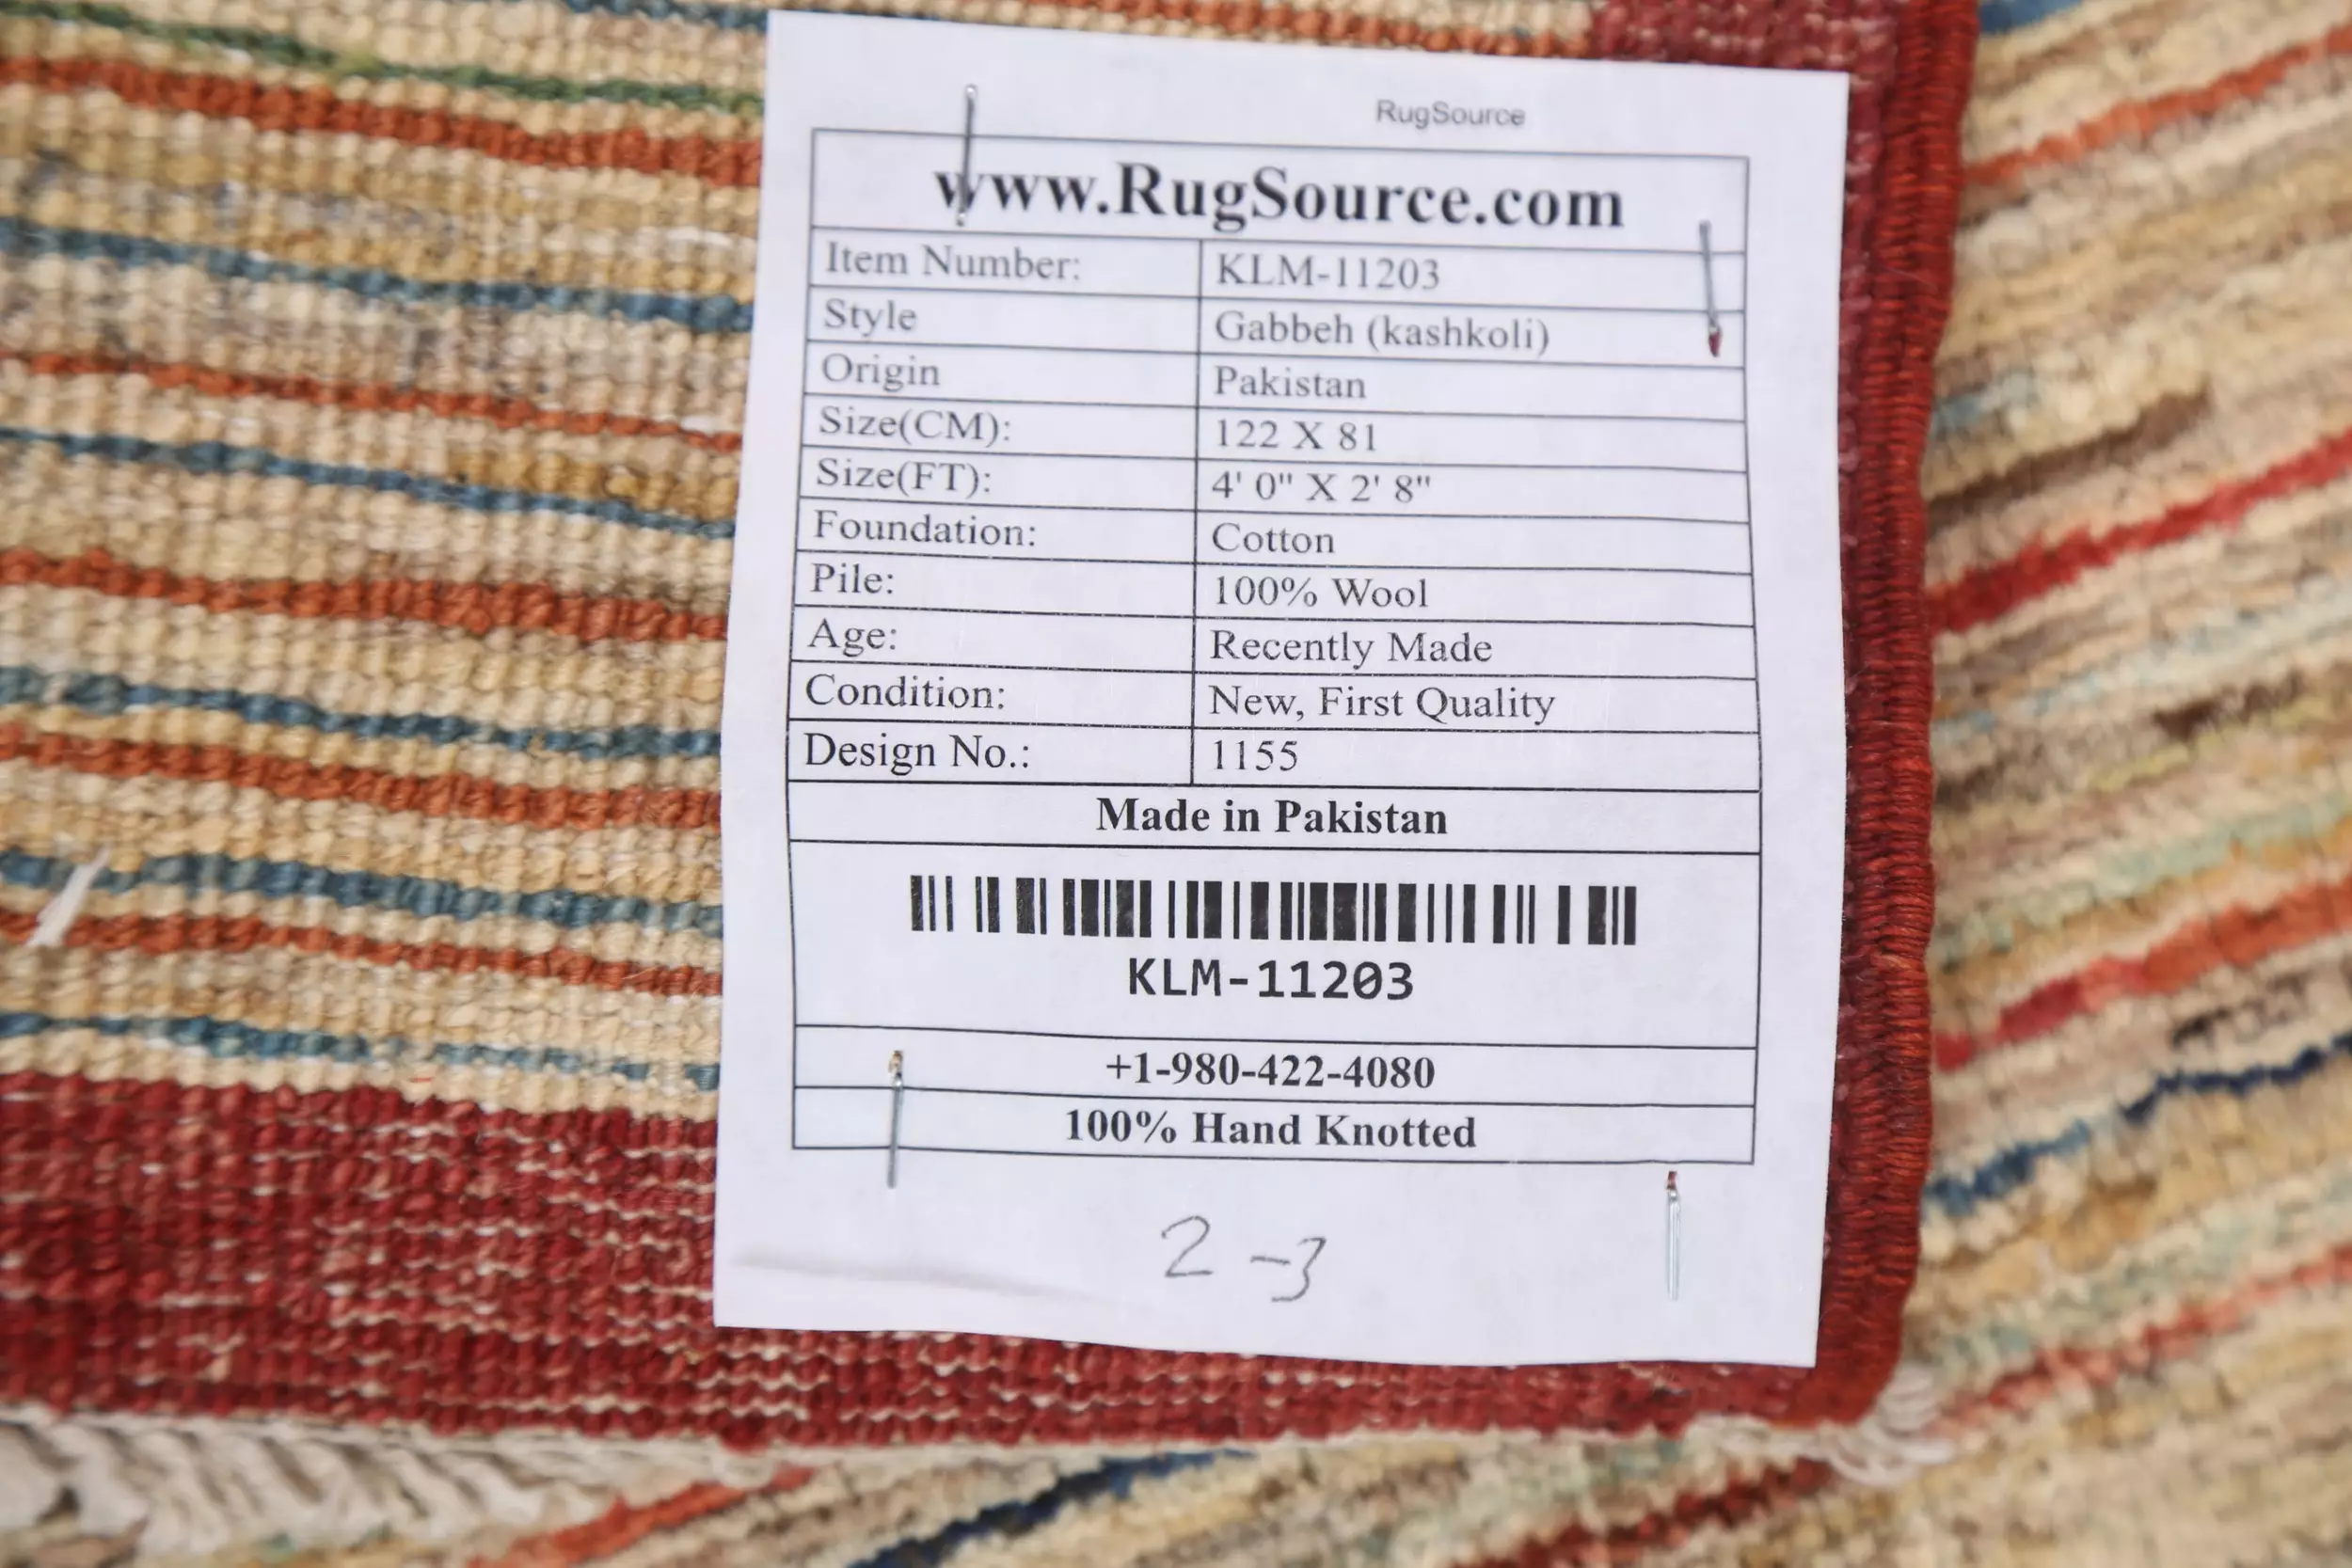 RugSource
www.RugSource.com
Item Number: KLM-11203
Style Gabbeh (kashkoli)
Origin Pakistan
Size(CM): 122 X 81
Size(FT): 4' 0" X 2' 8"
Foundation: Cotton
Pile: 100% Wool
Age: Recently Made
Condition: New, First Quality
Design No.: 1155
Made in Pakistan
KLM-11203
+1-980-422-4080
100% Hand Knotted
2-3